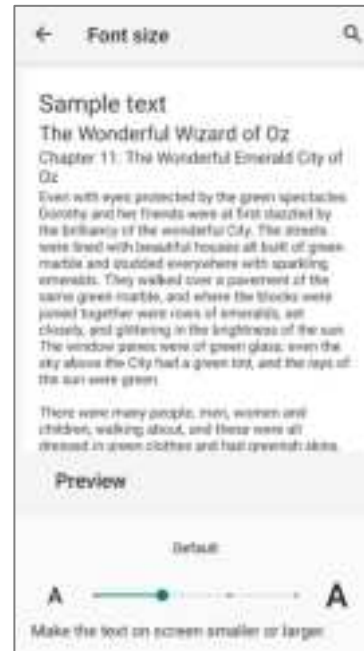 Font size
Sample text
The Wonderful Wizard of Oz
Chapter 11: The Wonderful Emerald City of
Oz
Even with eyes protected by the green spectacles
Dorothy and her friends were at first dazzled by
the brilliancy of the wonderful City. The streets
were lined with beautiful houses all built of green
marble and studded everywhere with sparkling
emeralds. They walked over a pavement of the
same green marble, and where the blocks were
joined together were rows of emeralds, set
closely, and glittering in the brightness of the sun.
The window panes were of green glass; even the
sky above the City had a green tint, and the rays of
the sun were green.
There were many people, men, women and
children, walking about, and these were all
dressed in green clothes and had greenish skins.
Preview
Default
A A
Make the text on screen smaller or larger.